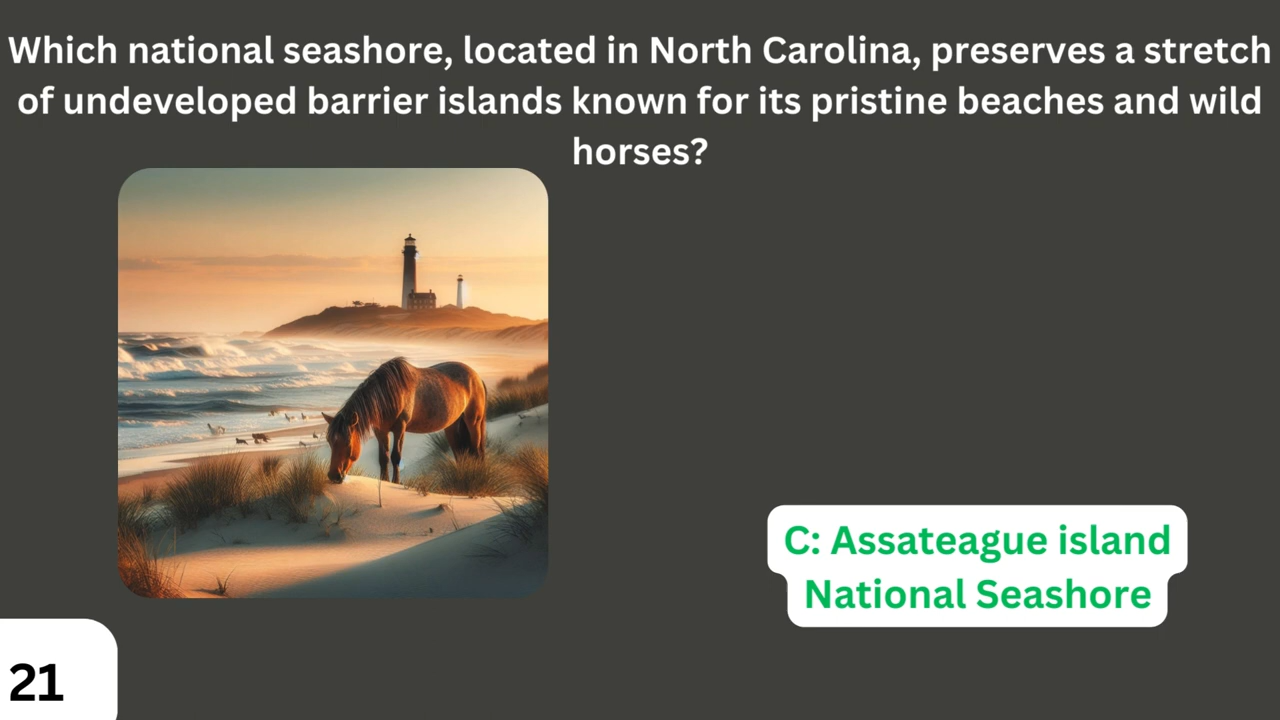 Which national seashore, located in North Carolina, preserves a stretch
of undeveloped barrier islands known for its pristine beaches and wild
horses?
C: Assateague island
National Seashore
21